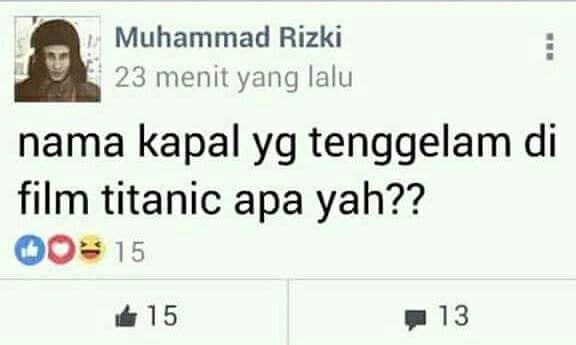 Muhammad Rizki
23 menit yang lalu
nama kapal yg tenggelam di
film titanic apa yah??
15
15
13